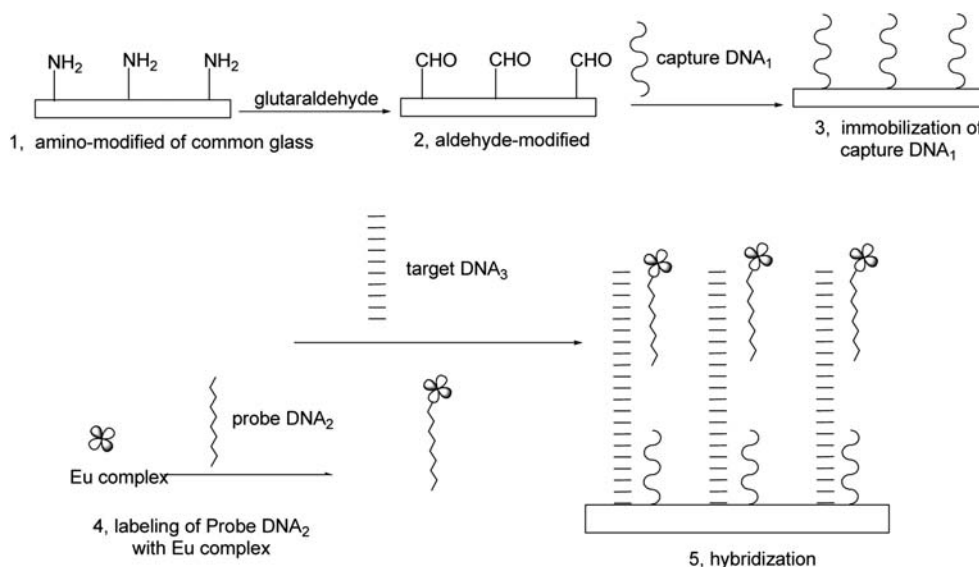 NH₂ NH₂ NH₂
glutaraldehyde
1, amino-modified of common glass
CHO CHO CHO
2, aldehyde-modified
capture DNA₁
3, immobilization of
capture DNA₁
target DNA₃
probe DNA₂
Eu complex
4, labeling of Probe DNA₂
with Eu complex
5, hybridization